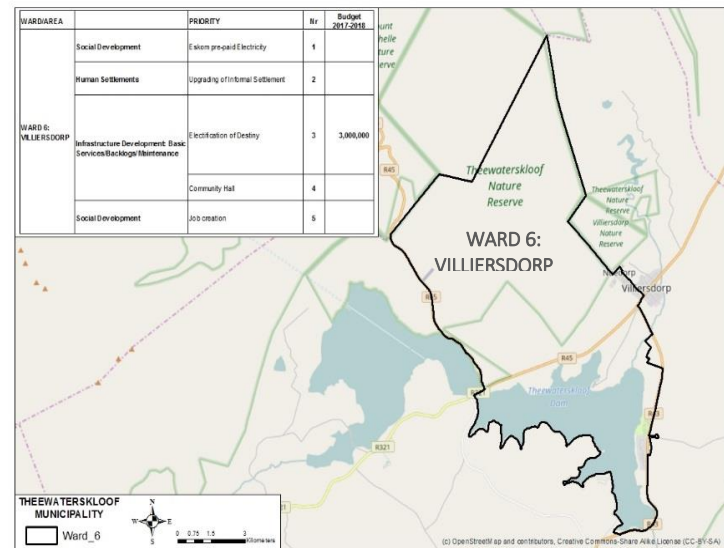 WARD/AREA PRIORITY Nr Budget 2017-2018
Social Development Eskom pre-paid Electricity 1
Human Settlements Upgrading of Informal Settlement 2
WARD 6: VILLIERSDORP
Infrastructure Development: Basic Services/Backlogs/Maintenance Electrification of Destiny 3 3,000,000
Community Hall 4
Social Development Job creation 5
R45
Theewaterskloof
Nature
Reserve
Theewaterskloof
Nature
Reserve
Villiersdorp
Nature
Reserve
WARD 6:
VILLIERSDORP
Villiersdorp
R45
Theewaterskloof
Dam
R321
R43
THEEWATERSKLOOF
MUNICIPALITY
Ward_6
N
W E
S
0 0.75 1.5 3
Kilometers
(c) OpenStreetMap and contributors, Creative Commons-Share Alike License (CC-BY-SA)